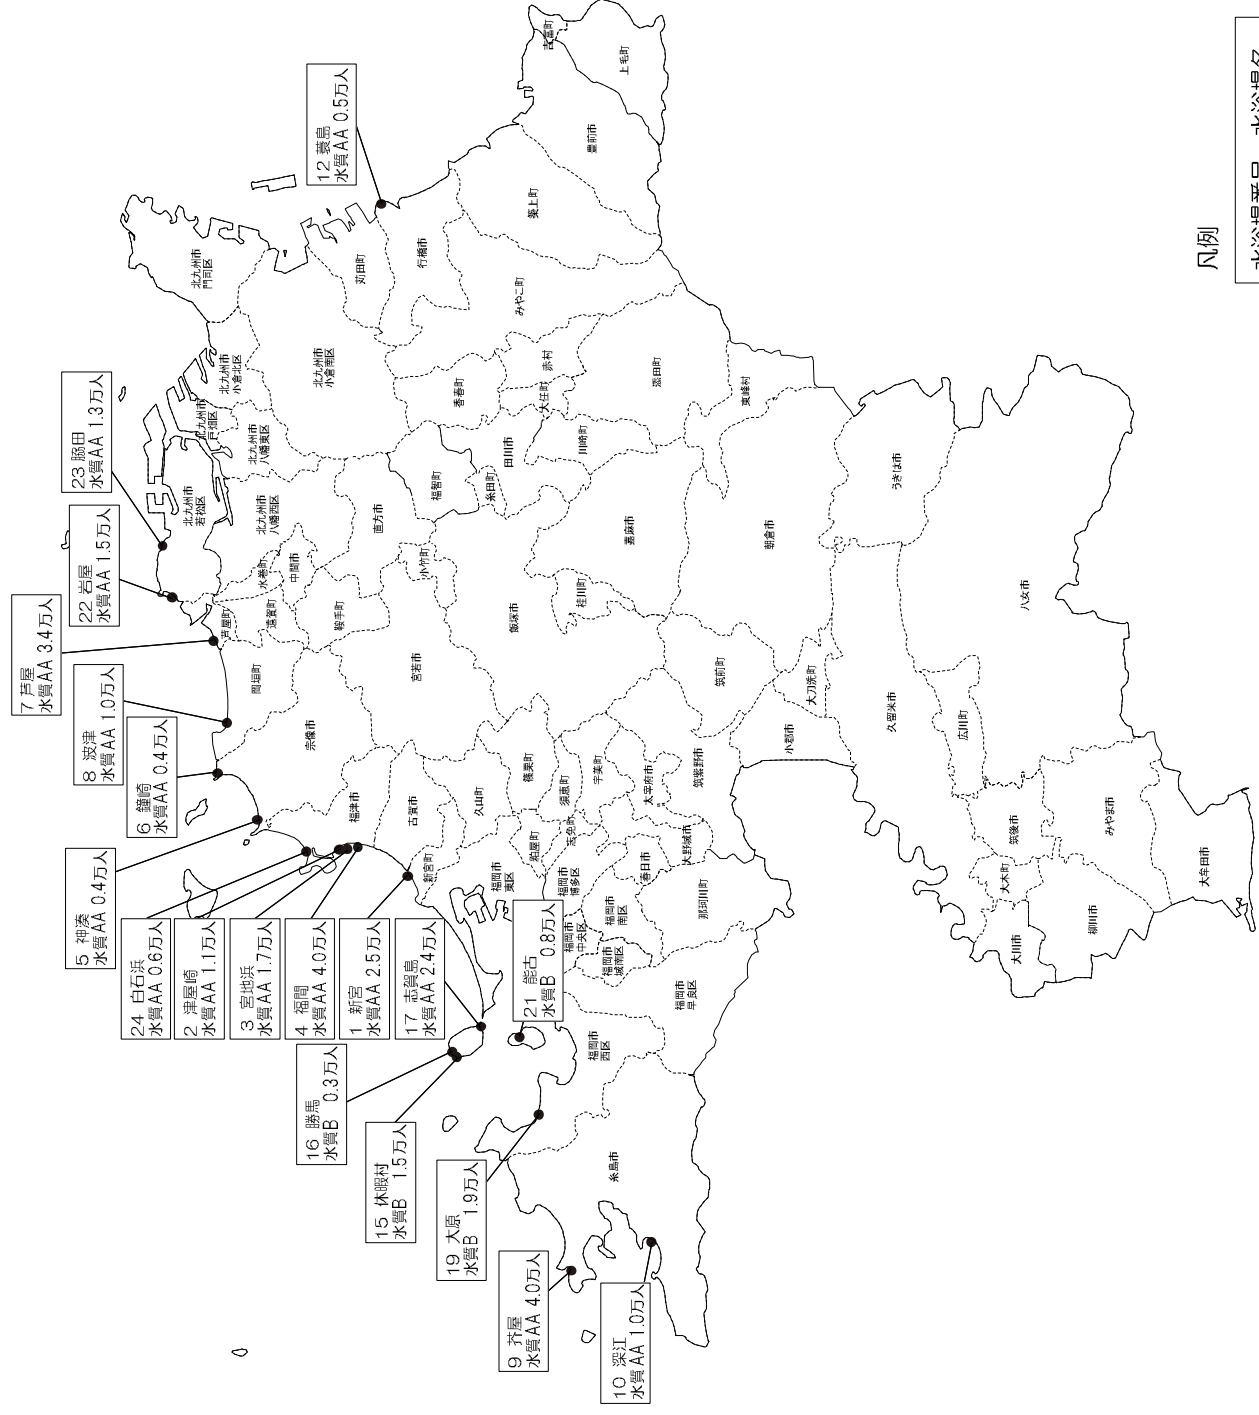 10 深江
水質AA 1.0万人
9 芥屋
水質AA 4.0万人
19 大原
水質B 1.9万人
15 休暇村
水質B 1.5万人
16 勝馬
水質B 0.3万人
21 能古
水質B 0.8万人
17 志賀島
水質AA 2.4万人
1 新宮
水質AA 2.5万人
4 福間
水質AA 4.0万人
3 宮地浜
水質AA 1.7万人
2 津屋崎
水質AA 1.1万人
24 白石浜
水質AA 0.6万人
5 神湊
水質AA 0.4万人
6 鐘崎
水質AA 0.4万人
8 波津
水質AA 1.0万人
7 芦屋
水質AA 3.4万人
22 岩屋
水質AA 1.5万人
23 脇田
水質AA 1.3万人
12 蓑島
水質AA 0.5万人
北九州市
門司区
北九州市
小倉北区
北九州市
小倉南区
北九州市
戸畑区
北九州市
八幡東区
北九州市
若松区
北九州市
八幡西区
苅田町
行橋市
みやこ町
築上町
豊前市
吉富町
上毛町
香春町
赤村
大任町
添田町
東峰村
田川市
川崎町
福智町
糸田町
直方市
小竹町
中間市
水巻町
芦屋町
遠賀町
鞍手町
岡垣町
宗像市
宮若市
飯塚市
嘉麻市
桂川町
朝倉市
うきは市
八女市
筑前町
大刀洗町
小郡市
久留米市
広川町
筑後市
みやま市
大木町
大川市
柳川市
大牟田市
福津市
古賀市
新宮町
久山町
篠栗町
粕屋町
須恵町
志免町
宇美町
太宰府市
筑紫野市
大野城市
春日市
那珂川町
福岡市
東区
福岡市
博多区
福岡市
中央区
福岡市
南区
福岡市
城南区
福岡市
早良区
福岡市
西区
糸島市
凡例
水浴場番号 水浴場名